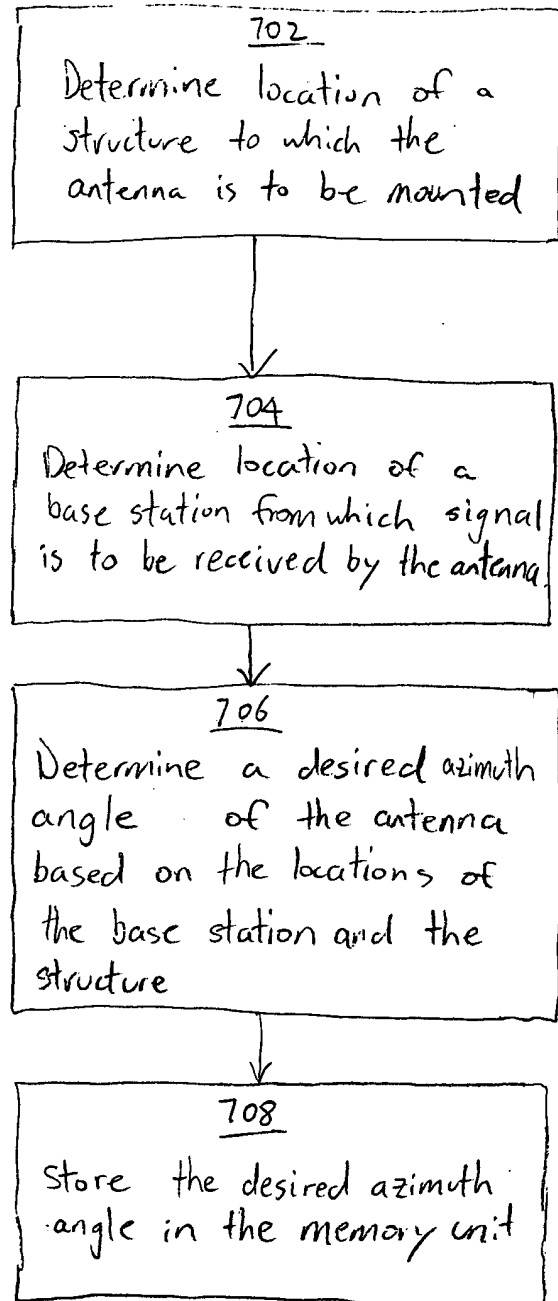 702
Determine location of a
structure to which the
antenna is to be mounted
704
Determine location of a
base station from which signal
is to be received by the antenna.
706
Determine a desired azimuth
angle of the antenna
based on the locations of
the base station and the
structure
708
Store the desired azimuth
angle in the memory unit